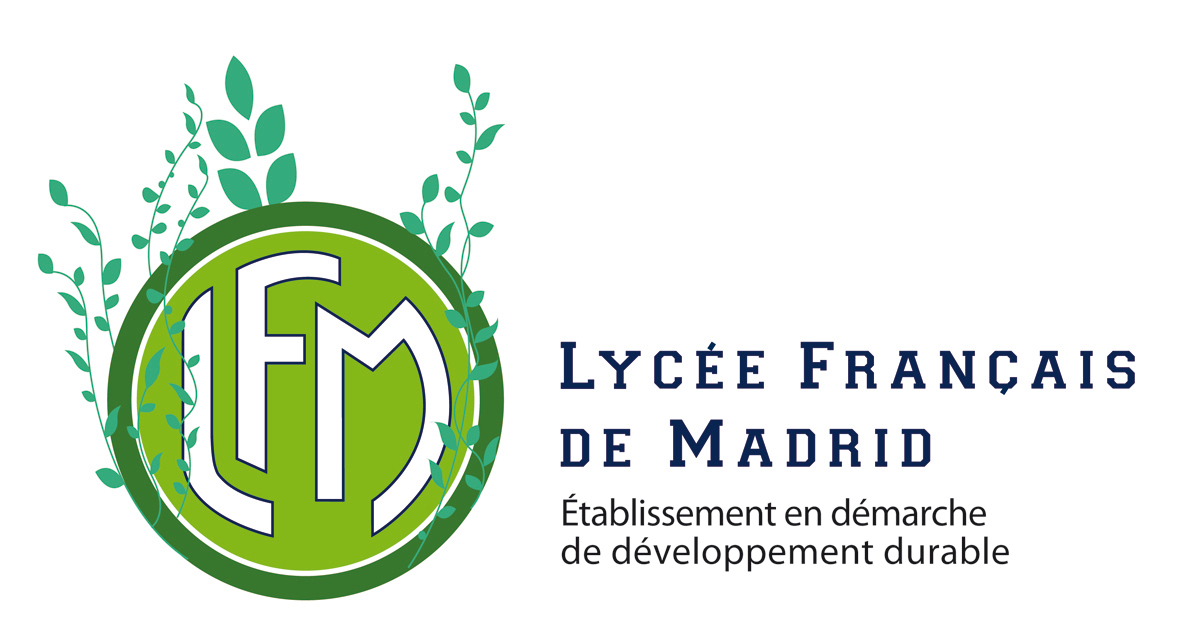 LFM
Lycée Français
de Madrid
Établissement en démarche
de développement durable